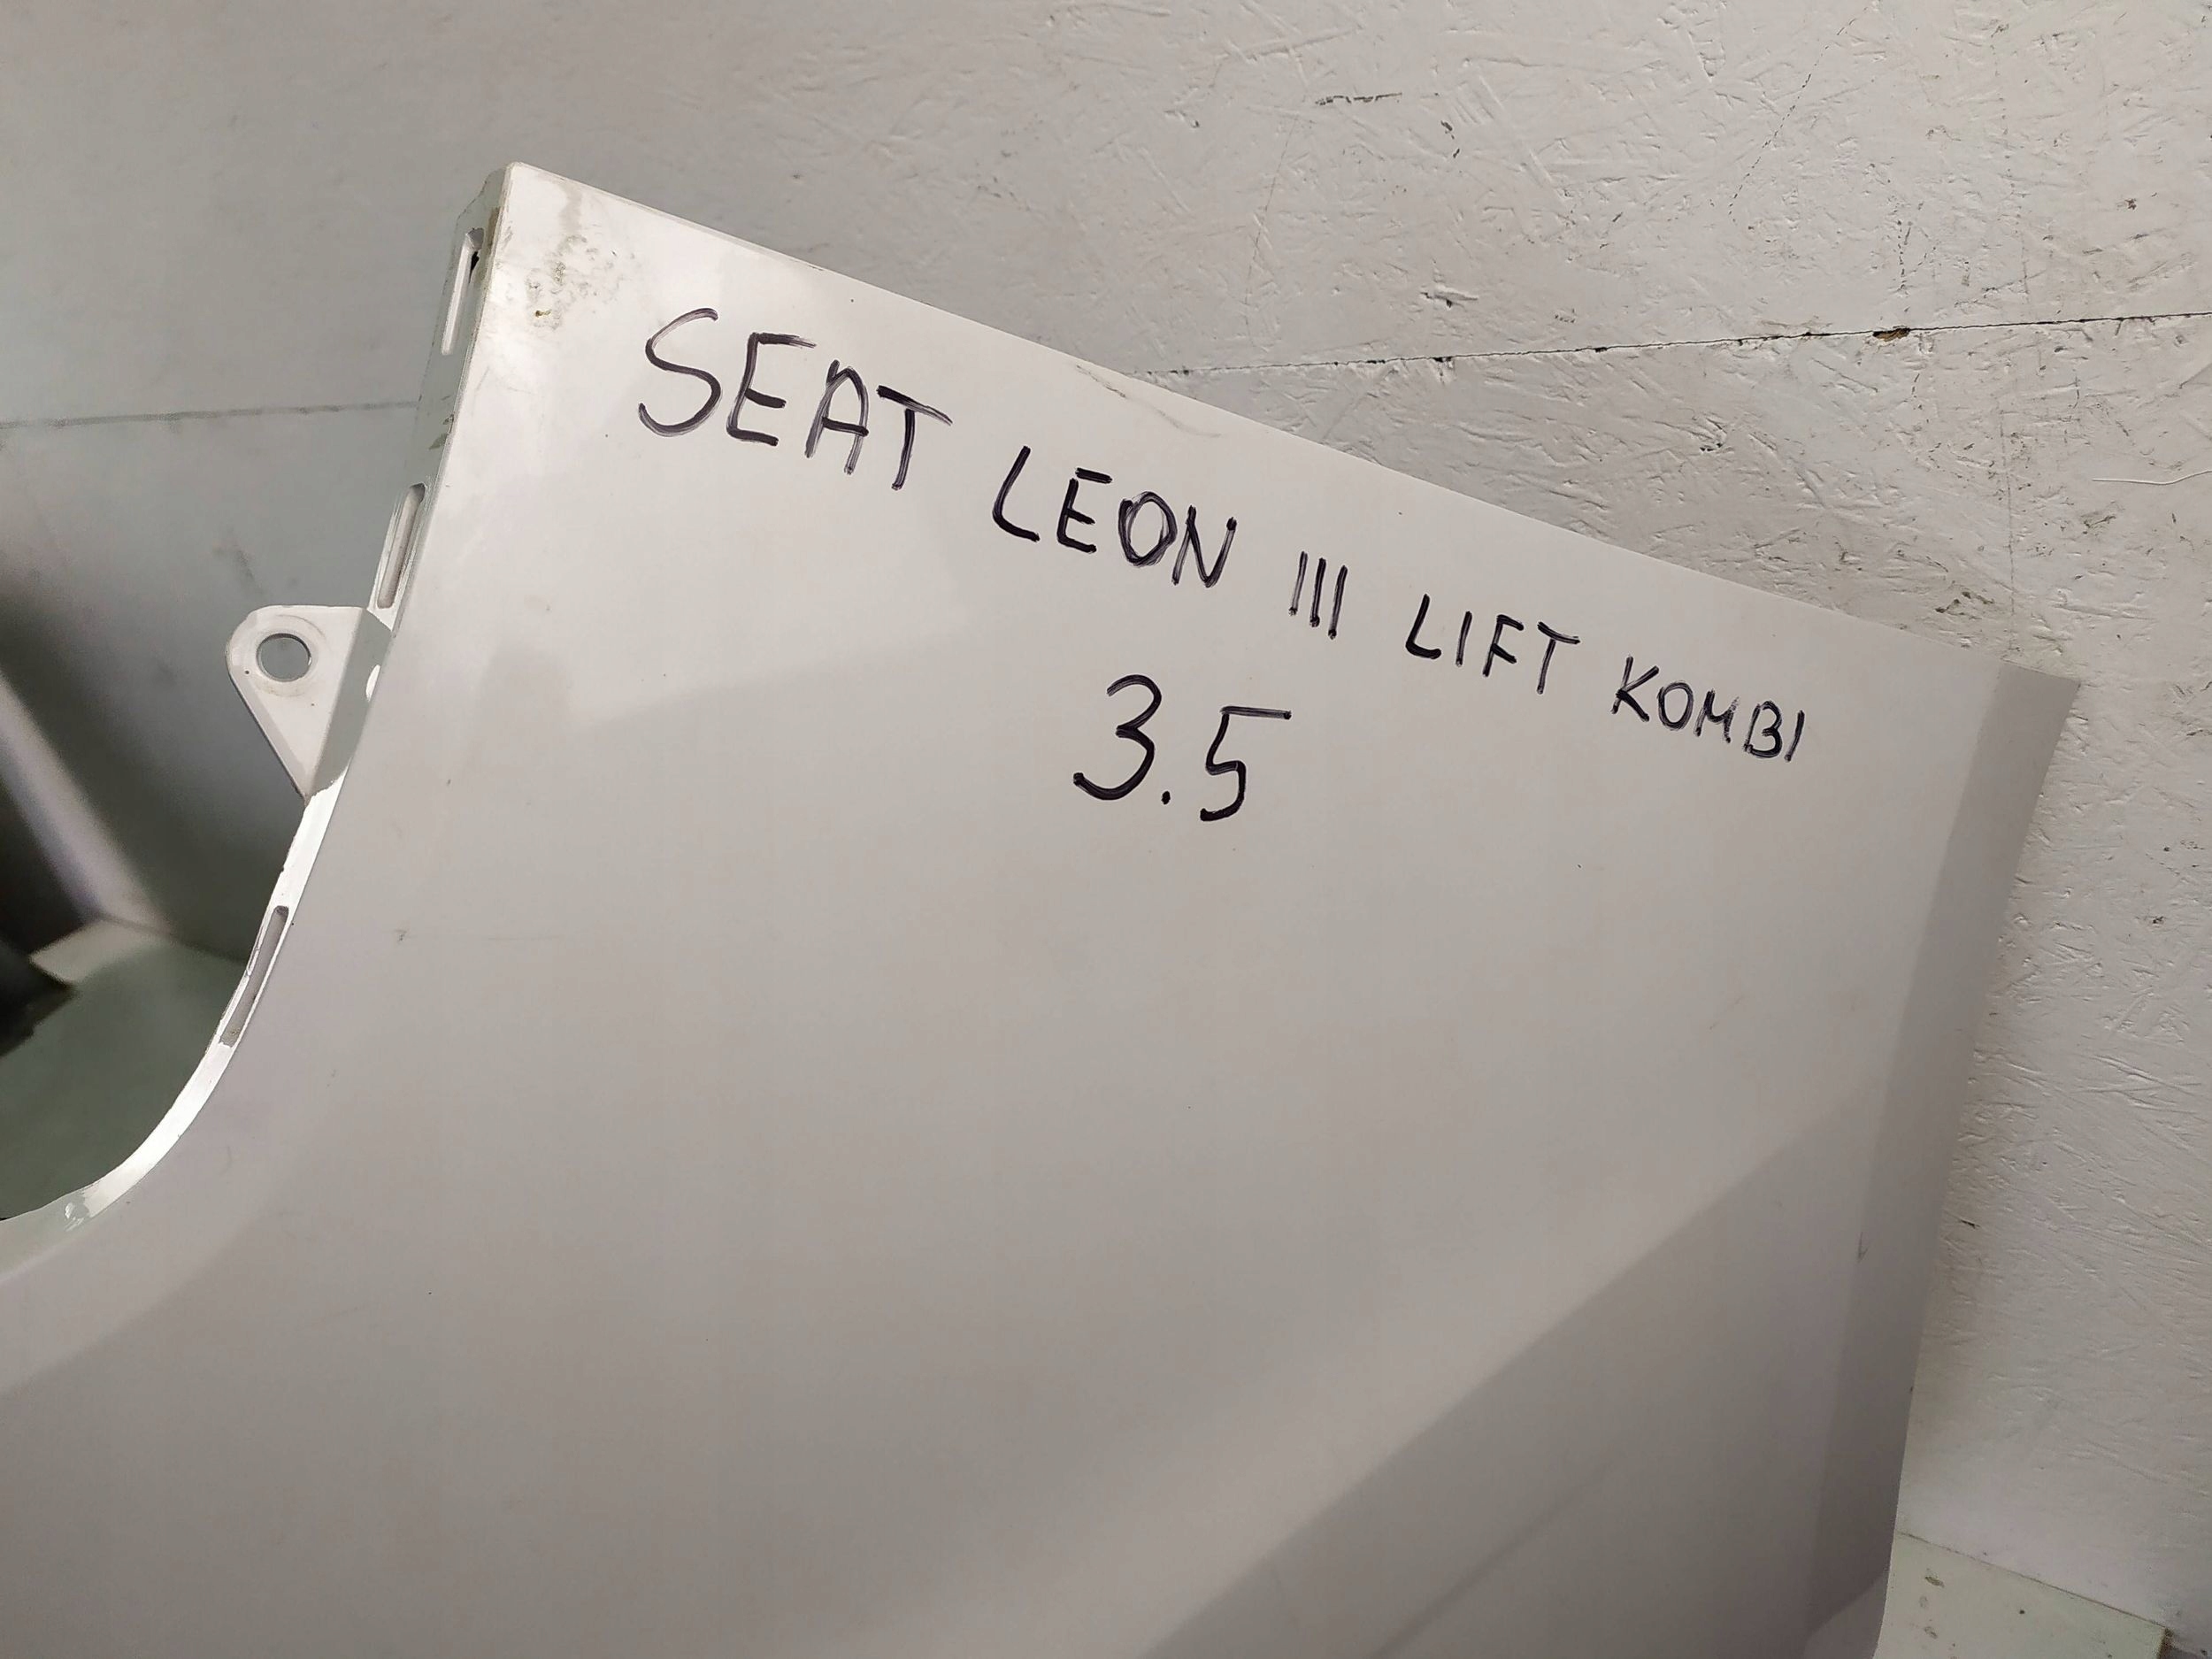 SEAT LEON III LIFT KOMBI
3.5